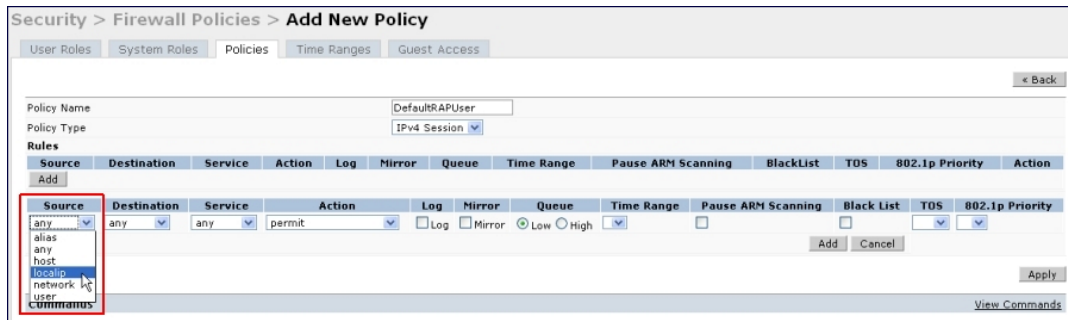 Security > Firewall Policies > Add New Policy
User Roles System Roles Policies Time Ranges Guest Access
« Back
Policy Name DefaultRAPUser
Policy Type IPv4 Session
Rules
Source Destination Service Action Log Mirror Queue Time Range Pause ARM Scanning BlackList TOS 802.1p Priority Action
Add
Source Destination Service Action Log Mirror Queue Time Range Pause ARM Scanning Black List TOS 802.1p Priority
any any any permit Log Mirror Low High
alias
any
host
localip
network
user
Add Cancel
Apply
Commands View Commands